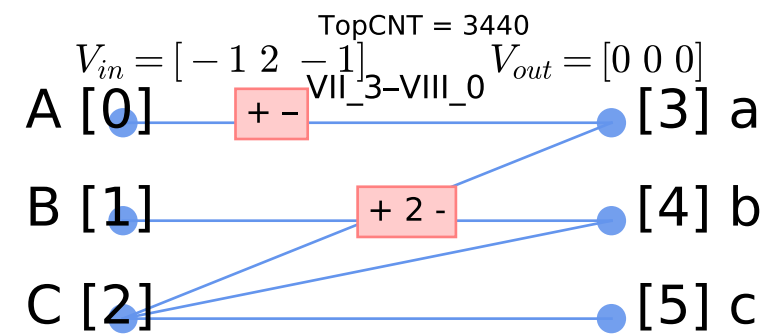 TopCNT = 3440
V_in = [ − 1 2 − 1] V_out = [0 0 0]
VII_3–VIII_0
A [0] + – [3] a
B [1] + 2 - [4] b
C [2] [5] c